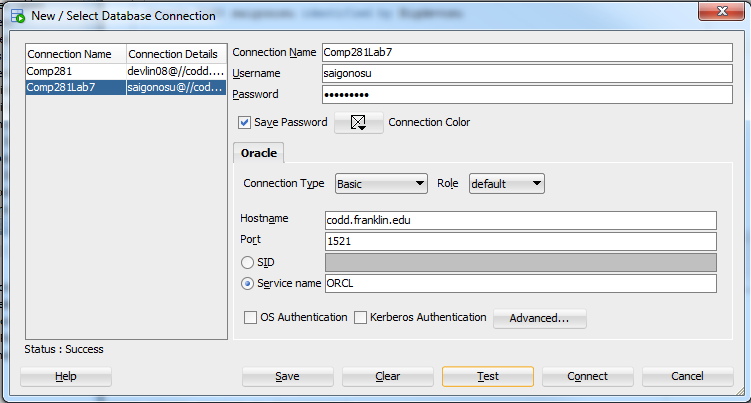 New / Select Database Connection
Connection Name Connection Details
Comp281 devlin08@//codd....
Comp281Lab7 saigonosu@//cod...
Connection Name Comp281Lab7
Username saigonosu
Password •••••••••
Save Password Connection Color
Oracle
Connection Type Basic Role default
Hostname codd.franklin.edu
Port 1521
SID
Service name ORCL
OS Authentication Kerberos Authentication Advanced...
Status : Success
Help Save Clear Test Connect Cancel